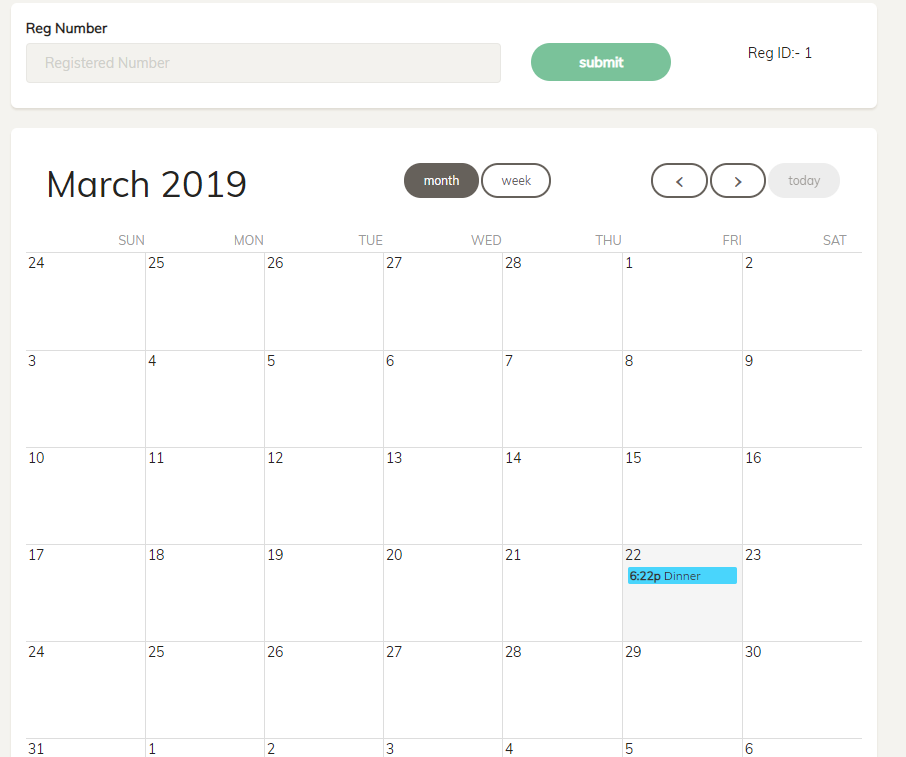 Reg Number
Registered Number
submit
Reg ID:- 1
March 2019
month week
today
SUN MON TUE WED THU FRI SAT
24 25 26 27 28 1 2
3 4 5 6 7 8 9
10 11 12 13 14 15 16
17 18 19 20 21 22 23
6:22p Dinner
24 25 26 27 28 29 30
31 1 2 3 4 5 6